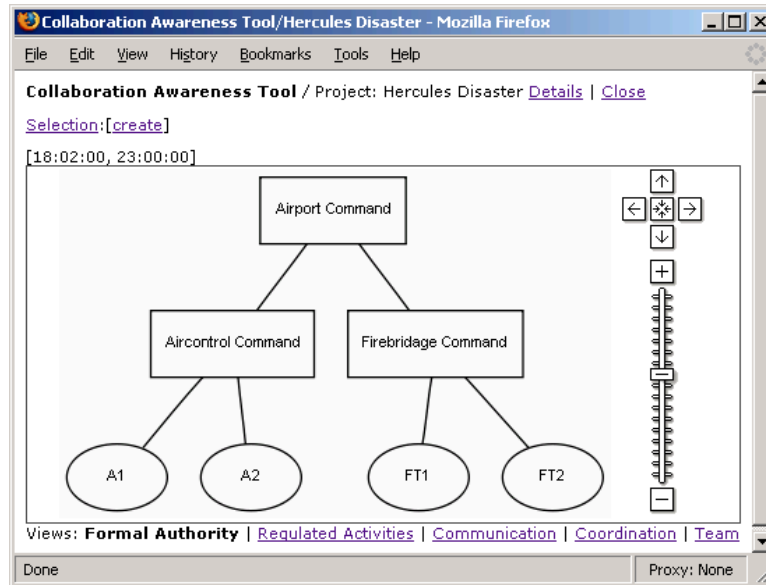 Collaboration Awareness Tool/Hercules Disaster - Mozilla Firefox
File Edit View History Bookmarks Tools Help
Collaboration Awareness Tool / Project: Hercules Disaster Details | Close
Selection:[create]
[18:02:00, 23:00:00]
Airport Command
Aircontrol Command Firebridage Command
A1 A2 FT1 FT2
Views: Formal Authority | Regulated Activities | Communication | Coordination | Team
Done Proxy: None